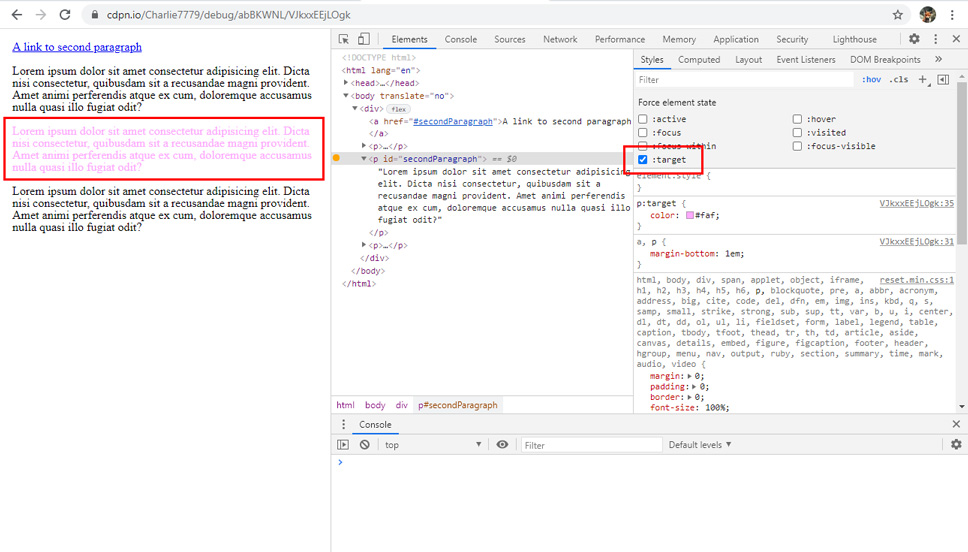 cdpn.io/Charlie7779/debug/abBKWNL/VJkxxEEjLOgk
A link to second paragraph
Lorem ipsum dolor sit amet consectetur adipisicing elit. Dicta
nisi consectetur, quibusdam sit a recusandae magni provident.
Amet animi perferendis atque ex cum, doloremque accusamus
nulla quasi illo fugiat odit?
Lorem ipsum dolor sit amet consectetur adipisicing elit. Dicta
nisi consectetur, quibusdam sit a recusandae magni provident.
Amet animi perferendis atque ex cum, doloremque accusamus
nulla quasi illo fugiat odit?
Lorem ipsum dolor sit amet consectetur adipisicing elit. Dicta
nisi consectetur, quibusdam sit a recusandae magni provident.
Amet animi perferendis atque ex cum, doloremque accusamus
nulla quasi illo fugiat odit?
Elements Console Sources Network Performance Memory Application Security Lighthouse
<!DOCTYPE html>
<html lang="en">
<head>…</head>
<body translate="no">
<div> flex
<a href="#secondParagraph">A link to second paragraph
</a>
<p>…</p>
<p id="secondParagraph"> == $0
"Lorem ipsum dolor sit amet consectetur adipisicing
elit. Dicta nisi consectetur, quibusdam sit a
recusandae magni provident. Amet animi perferendis
atque ex cum, doloremque accusamus nulla quasi illo
fugiat odit?"
</p>
<p>…</p>
</div>
</body>
</html>
html body div p#secondParagraph
Styles Computed Layout Event Listeners DOM Breakpoints »
Filter :hov .cls +
Force element state
:active :hover
:focus :visited
:focus-within :focus-visible
:target
element.style {
}
p:target { VJkxxEEjLOgk:35
color: #faf;
}
a, p { VJkxxEEjLOgk:31
margin-bottom: 1em;
}
html, body, div, span, applet, object, iframe, reset.min.css:1
h1, h2, h3, h4, h5, h6, p, blockquote, pre, a, abbr, acronym,
address, big, cite, code, del, dfn, em, img, ins, kbd, q, s,
samp, small, strike, strong, sub, sup, tt, var, b, u, i, center,
dl, dt, dd, ol, ul, li, fieldset, form, label, legend, table,
caption, tbody, tfoot, thead, tr, th, td, article, aside,
canvas, details, embed, figure, figcaption, footer, header,
hgroup, menu, nav, output, ruby, section, summary, time, mark,
audio, video {
margin: 0;
padding: 0;
border: 0;
font-size: 100%;
Console
top Filter Default levels